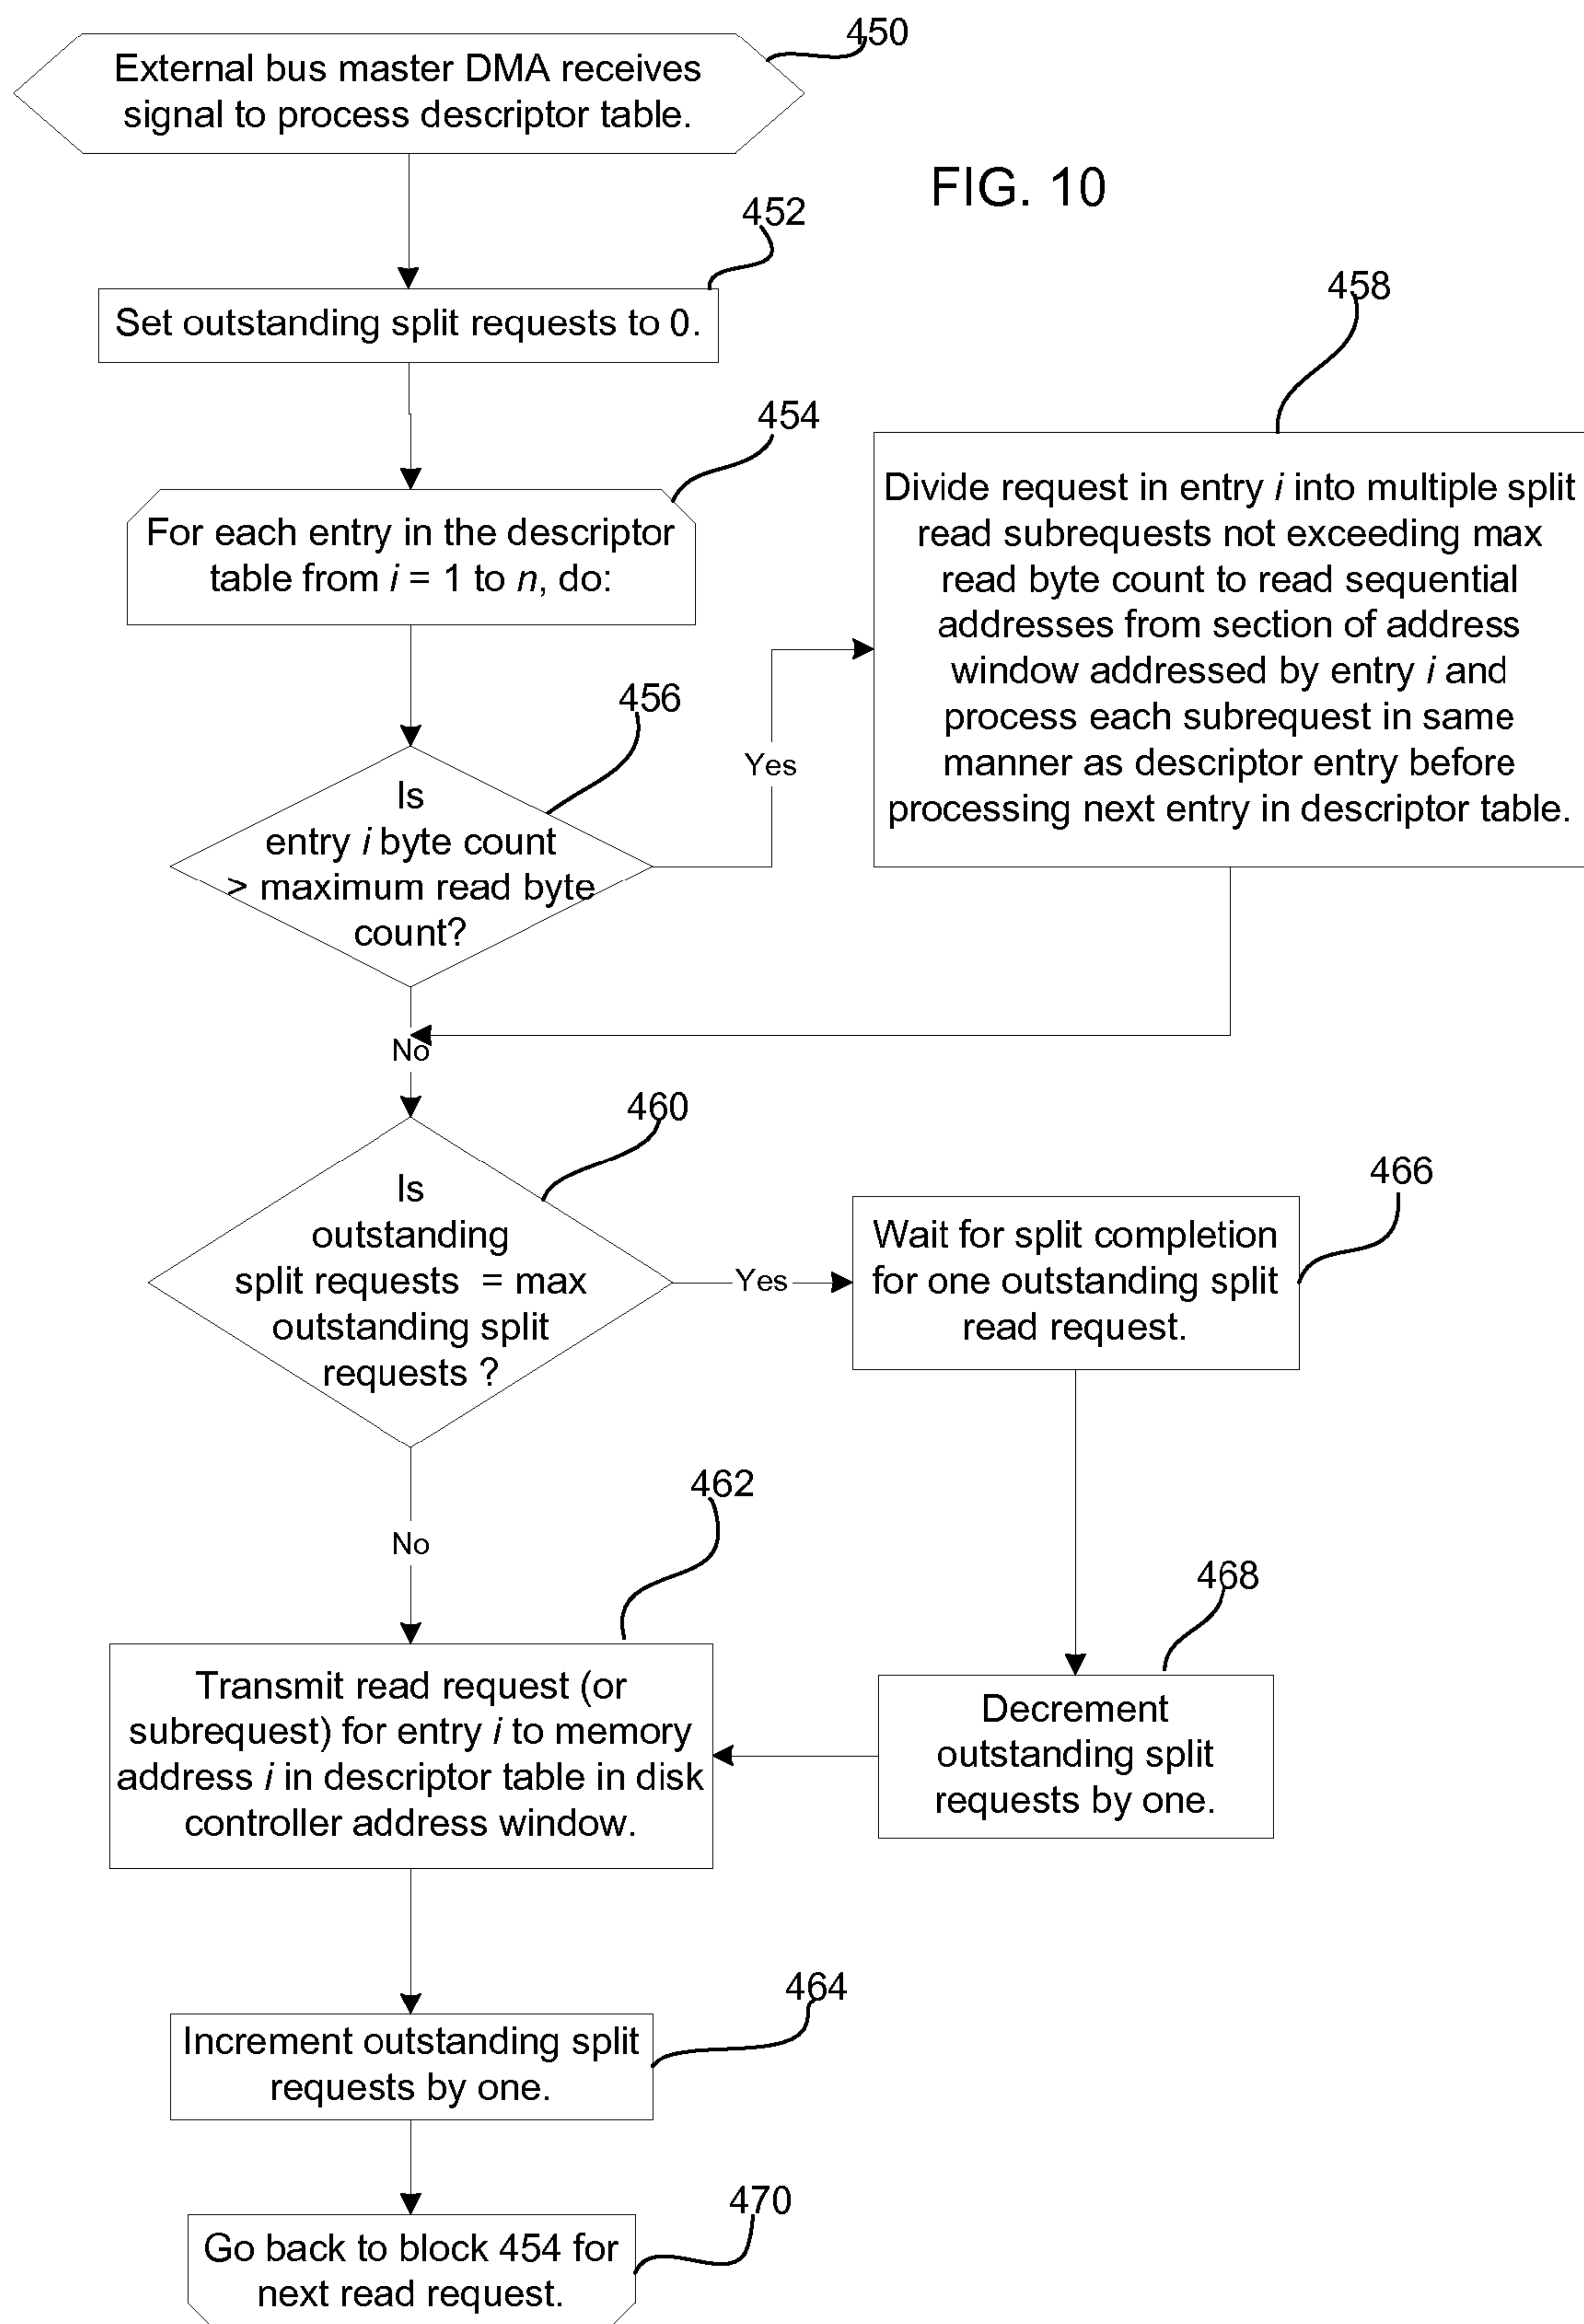 450
External bus master DMA receives
signal to process descriptor table.
FIG. 10
452
Set outstanding split requests to 0.
454
For each entry in the descriptor
table from i = 1 to n, do:
458
Divide request in entry i into multiple split
read subrequests not exceeding max
read byte count to read sequential
addresses from section of address
window addressed by entry i and
process each subrequest in same
manner as descriptor entry before
processing next entry in descriptor table.
456
Is
entry i byte count
> maximum read byte
count?
Yes
No
460
Is
outstanding
split requests = max
outstanding split
requests ?
Yes
466
Wait for split completion
for one outstanding split
read request.
No
462
Transmit read request (or
subrequest) for entry i to memory
address i in descriptor table in disk
controller address window.
468
Decrement
outstanding split
requests by one.
464
Increment outstanding split
requests by one.
470
Go back to block 454 for
next read request.